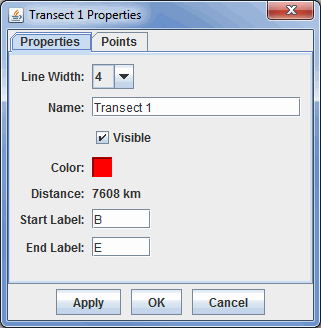 Transect 1 Properties
Properties Points
Line Width: 4
Name: Transect 1
Visible
Color:
Distance: 7608 km
Start Label: B
End Label: E
Apply OK Cancel